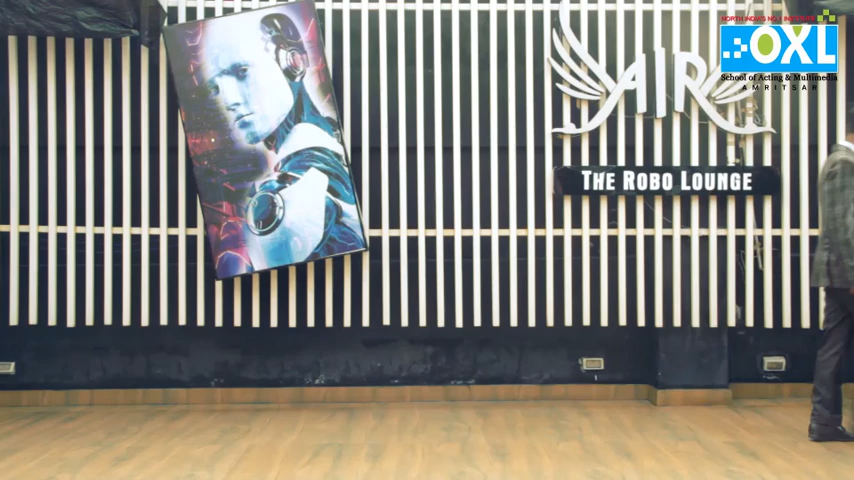 NORTH INDIA'S NO.1 INSTITUTE
OXL
School of Acting & Multimedia
AMRITSAR
AIR
THE ROBO LOUNGE